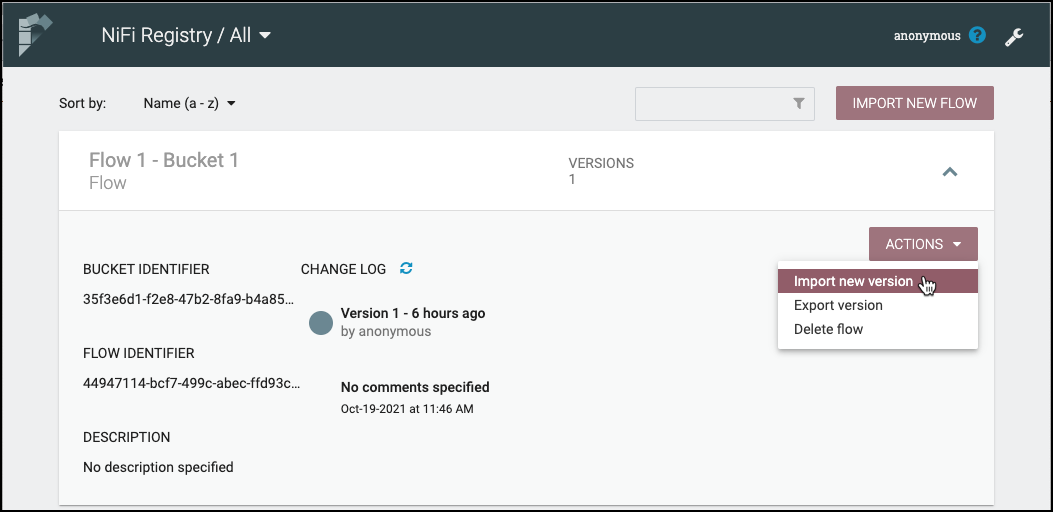 NiFi Registry / All
anonymous
Sort by:
Name (a - z)
IMPORT NEW FLOW
Flow 1 - Bucket 1
Flow
VERSIONS
1
ACTIONS
Import new version
Export version
Delete flow
BUCKET IDENTIFIER
35f3e6d1-f2e8-47b2-8fa9-b4a85...
FLOW IDENTIFIER
44947114-bcf7-499c-abec-ffd93c...
DESCRIPTION
No description specified
CHANGE LOG
Version 1 - 6 hours ago
by anonymous
No comments specified
Oct-19-2021 at 11:46 AM